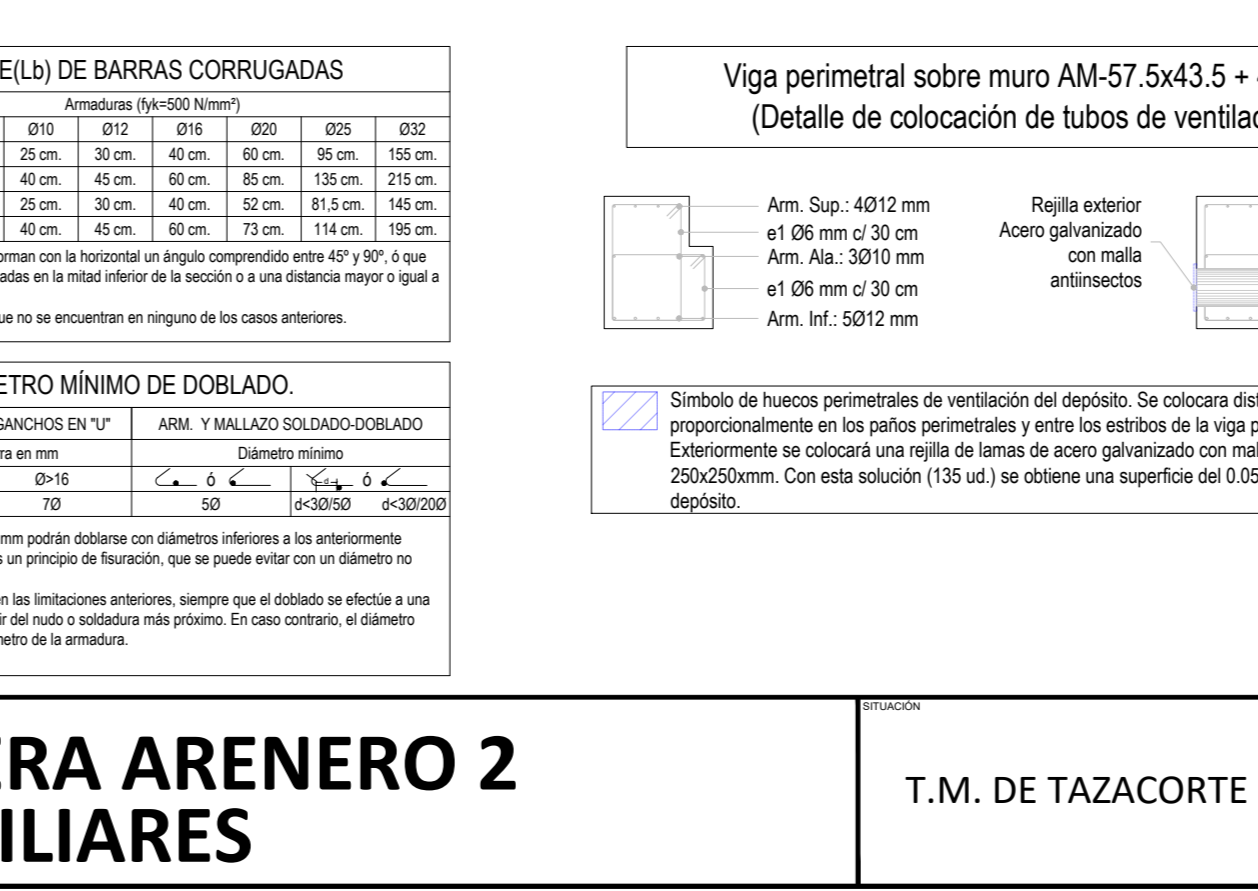 E(Lb) DE BARRAS CORRUGADAS
Armaduras (fyk=500 N/mm²)
Ø10 Ø12 Ø16 Ø20 Ø25 Ø32
25 cm. 30 cm. 40 cm. 60 cm. 95 cm. 155 cm.
40 cm. 45 cm. 60 cm. 85 cm. 135 cm. 215 cm.
25 cm. 30 cm. 40 cm. 52 cm. 81,5 cm. 145 cm.
40 cm. 45 cm. 60 cm. 73 cm. 114 cm. 195 cm.
orman con la horizontal un ángulo comprendido entre 45º y 90º, ó que
adas en la mitad inferior de la sección o a una distancia mayor o igual a
ue no se encuentran en ninguno de los casos anteriores.
ETRO MÍNIMO DE DOBLADO.
GANCHOS EN "U" ARM. Y MALLAZO SOLDADO-DOBLADO
ra en mm Diámetro mínimo
Ø>16 ó d ó
7Ø 5Ø d<3Ø/5Ø d<3Ø/20Ø
mm podrán doblarse con diámetros inferiores a los anteriormente
s un principio de fisuración, que se puede evitar con un diámetro no
en las limitaciones anteriores, siempre que el doblado se efectúe a una
ir del nudo o soldadura más próximo. En caso contrario, el diámetro
metro de la armadura.
Viga perimetral sobre muro AM-57.5x43.5 +
(Detalle de colocación de tubos de ventilac
Arm. Sup.: 4Ø12 mm
e1 Ø6 mm c/ 30 cm
Arm. Ala.: 3Ø10 mm
e1 Ø6 mm c/ 30 cm
Arm. Inf.: 5Ø12 mm
Rejilla exterior
Acero galvanizado
con malla
antiinsectos
Símbolo de huecos perimetrales de ventilación del depósito. Se colocara dist
proporcionalmente en los paños perimetrales y entre los estribos de la viga p
Exteriormente se colocará una rejilla de lamas de acero galvanizado con mal
250x250xmm. Con esta solución (135 ud.) se obtiene una superficie del 0.05
depósito.
ERA ARENERO 2
ILIARES
SITUACIÓN
T.M. DE TAZACORTE